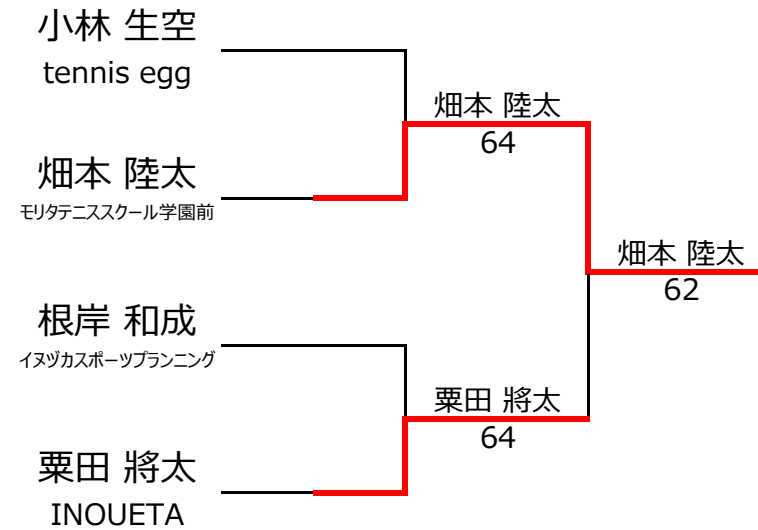 小林 生空
tennis egg
畑本 陸太
64
畑本 陸太
モリタテニススクール学園前
畑本 陸太
62
根岸 和成
イヌヅカスポーツプランニング
粟田 將太
64
粟田 將太
INOUETA